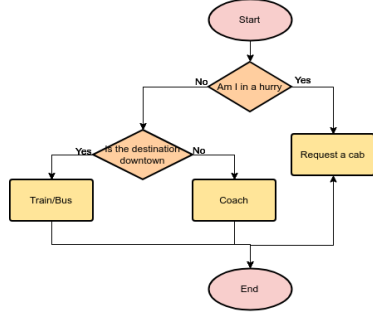 Start
Am I in a hurry
No
Yes
Is the destination
downtown
Yes
No
Request a cab
Train/Bus
Coach
End